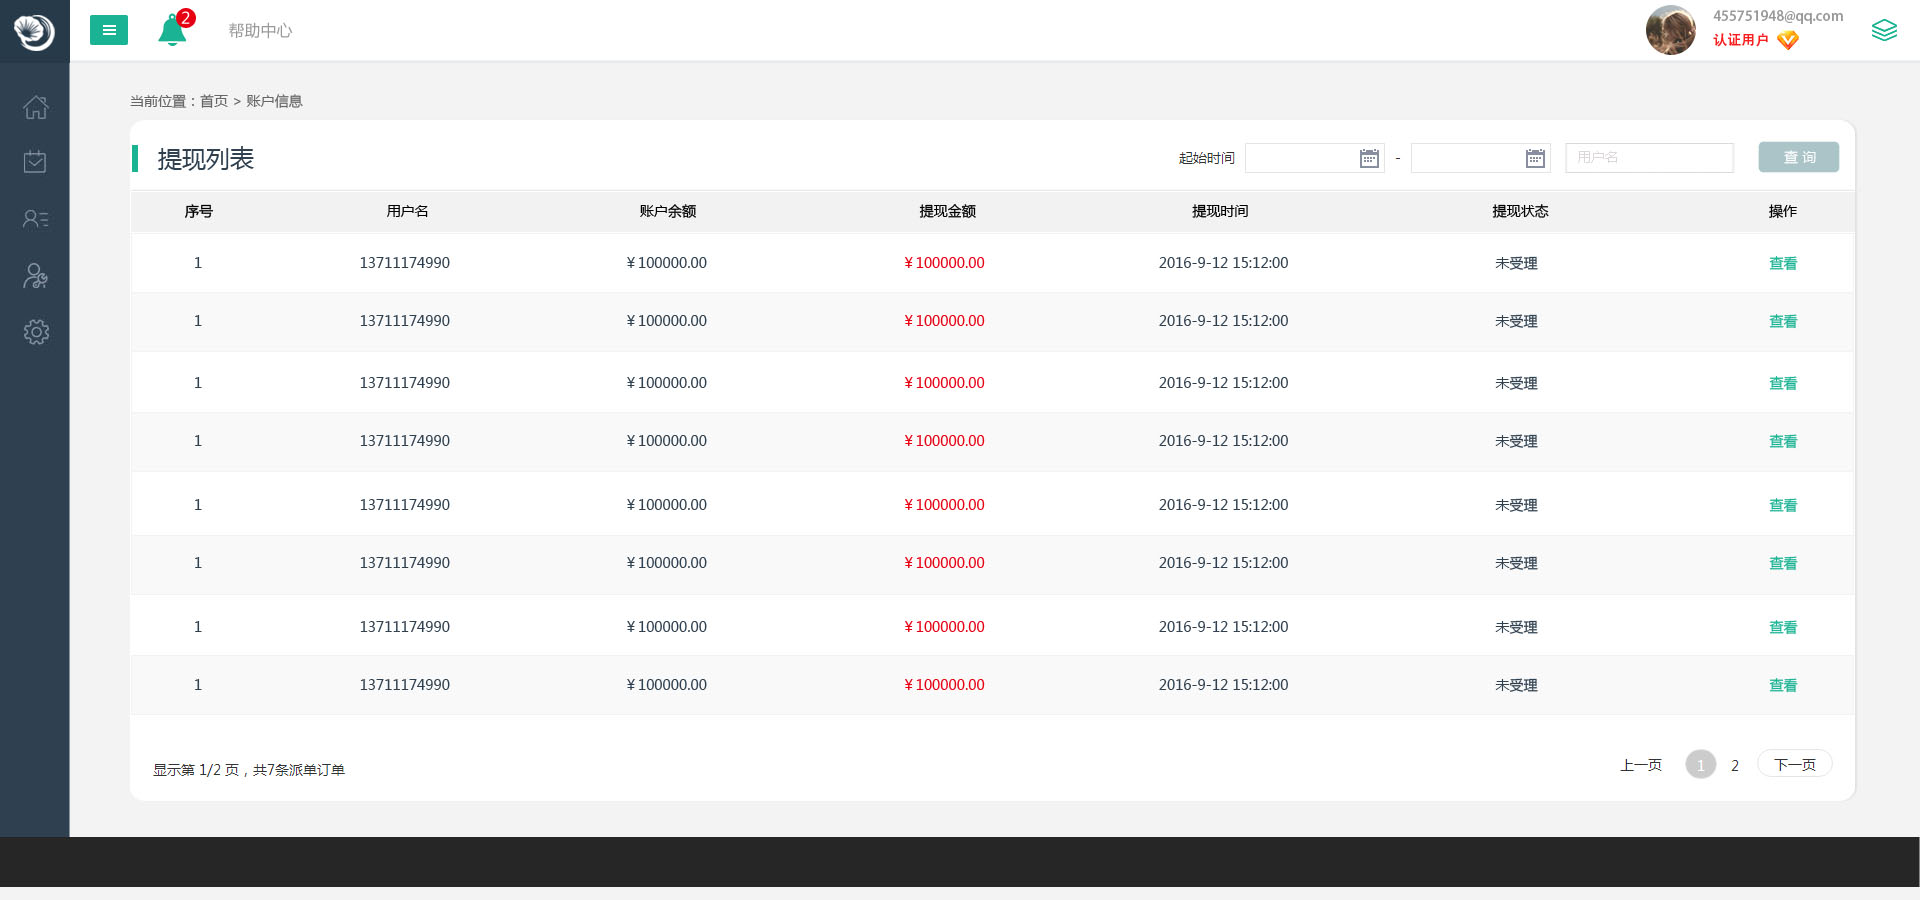 2
帮助中心
455751948@qq.com
认证用户
当前位置：首页 > 账户信息
提现列表
起始时间 - 用户名 查 询
序号 用户名 账户余额 提现金额 提现时间 提现状态 操作
1 13711174990 ¥100000.00 ¥100000.00 2016-9-12 15:12:00 未受理 查看
1 13711174990 ¥100000.00 ¥100000.00 2016-9-12 15:12:00 未受理 查看
1 13711174990 ¥100000.00 ¥100000.00 2016-9-12 15:12:00 未受理 查看
1 13711174990 ¥100000.00 ¥100000.00 2016-9-12 15:12:00 未受理 查看
1 13711174990 ¥100000.00 ¥100000.00 2016-9-12 15:12:00 未受理 查看
1 13711174990 ¥100000.00 ¥100000.00 2016-9-12 15:12:00 未受理 查看
1 13711174990 ¥100000.00 ¥100000.00 2016-9-12 15:12:00 未受理 查看
1 13711174990 ¥100000.00 ¥100000.00 2016-9-12 15:12:00 未受理 查看
显示第 1/2 页，共7条派单订单
上一页 1 2 下一页